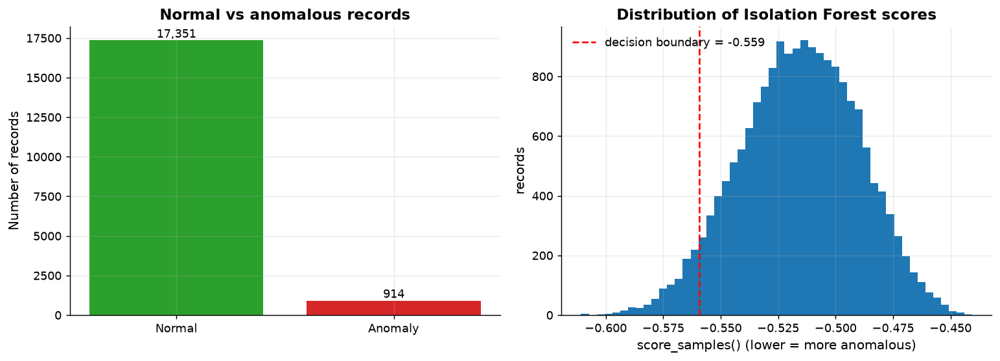 Normal vs anomalous records
Number of records
17500
15000
12500
10000
7500
5000
2500
0
17,351
914
Normal
Anomaly
Distribution of Isolation Forest scores
decision boundary = -0.559
records
800
600
400
200
0
−0.600
−0.575
−0.550
−0.525
−0.500
−0.475
−0.450
score_samples() (lower = more anomalous)